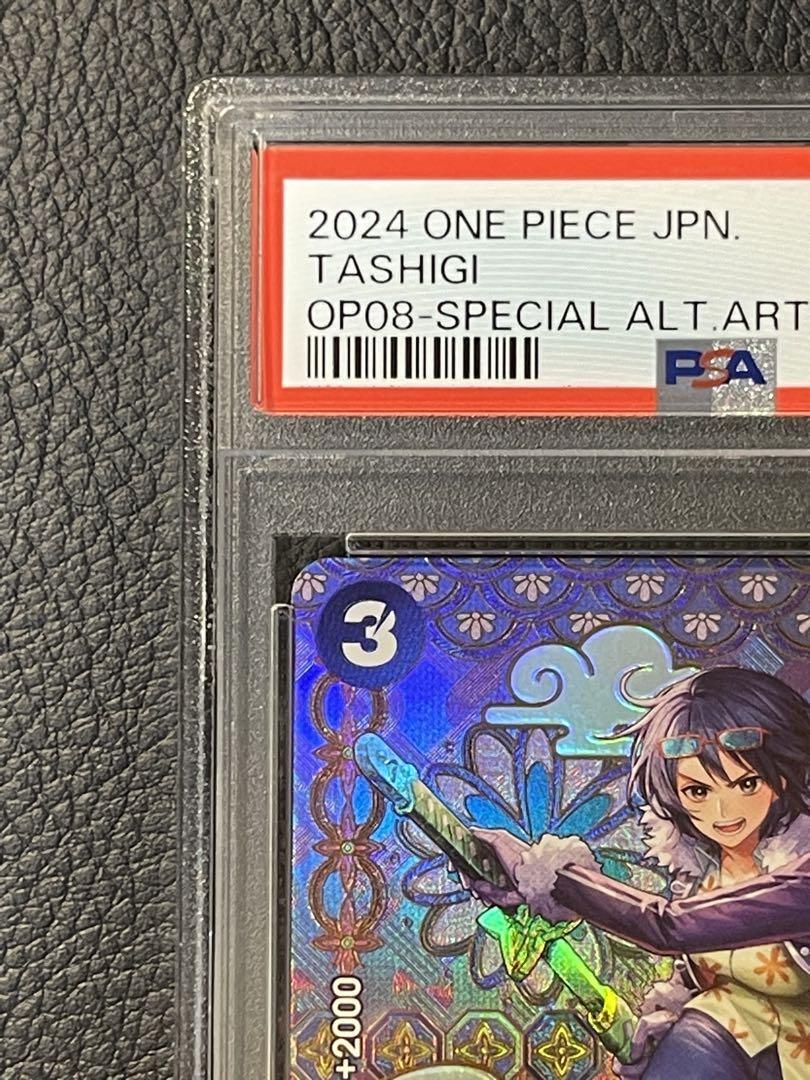 2024 ONE PIECE JPN.
TASHIGI
OP08-SPECIAL ALT.ART
PSA
3
+2000